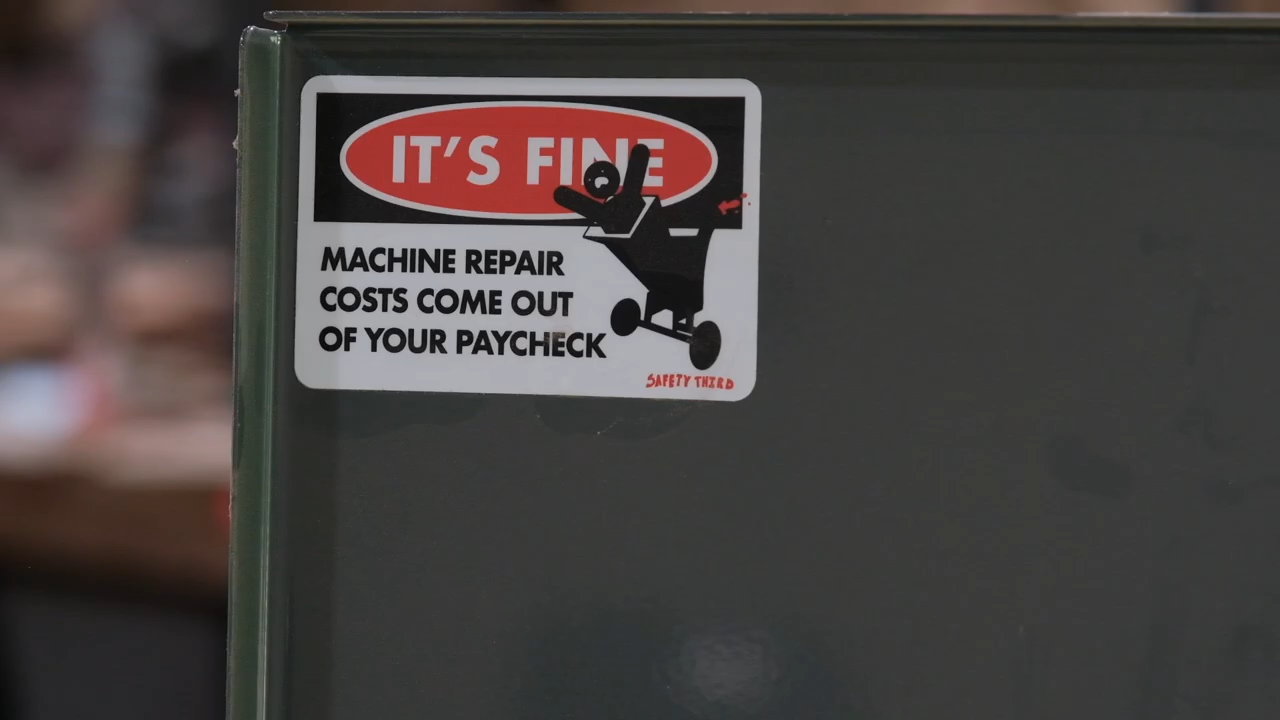 IT'S FINE
MACHINE REPAIR
COSTS COME OUT
OF YOUR PAYCHECK
SAFETY THIRD